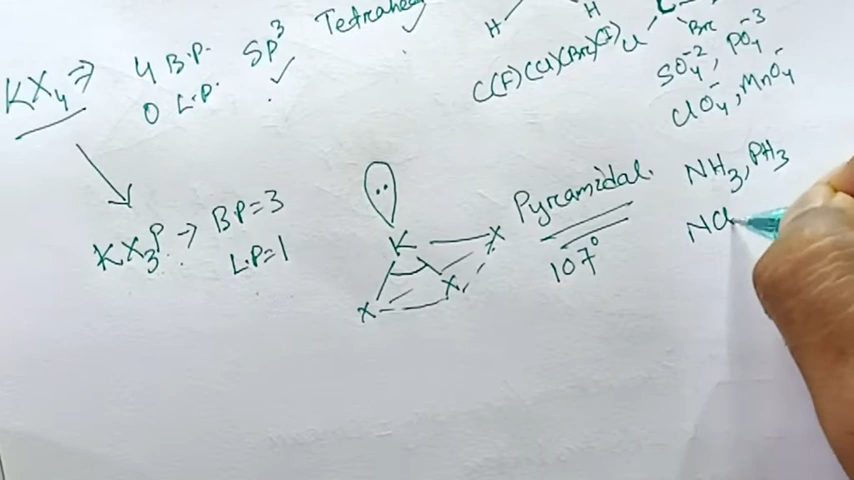 KX4 ⇒ 4 B.P. SP³ Tetrahe
0 L.P.
H H
C(F)(Cl)(Br)(I) Cl Br
SO4⁻², PO4⁻³
ClO4⁻, MnO4⁻
KX3P → B.P=3
L.P=1
K X
X X
Pyramidal.
107°
NH3, PH3
NCl